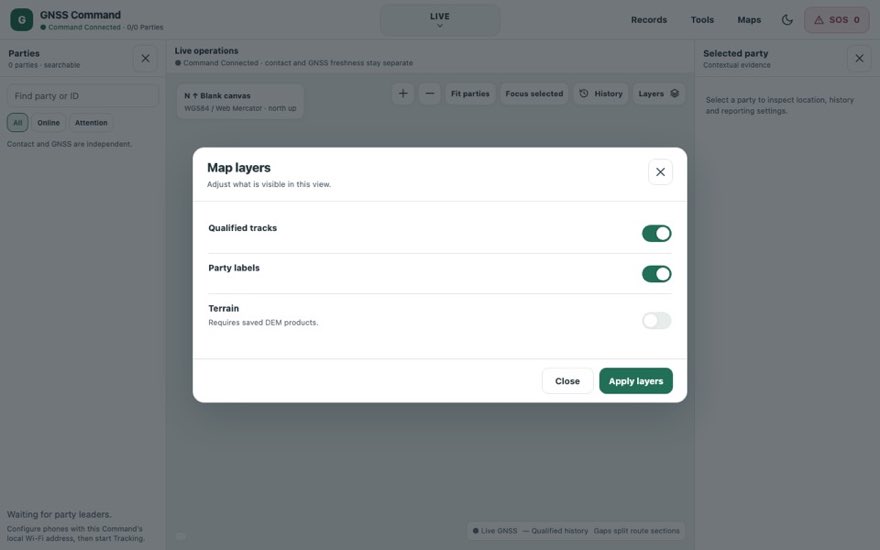 G
GNSS Command
Command Connected · 0/0 Parties
LIVE
Records
Tools
Maps
SOS 0
Parties
0 parties · searchable
Find party or ID
All
Online
Attention
Contact and GNSS are independent.
Waiting for party leaders.
Configure phones with this Command's
local Wi-Fi address, then start Tracking.
Live operations
Command Connected · contact and GNSS freshness stay separate
N ↑ Blank canvas
WGS84 / Web Mercator · north up
Fit parties
Focus selected
History
Layers
Map layers
Adjust what is visible in this view.
Qualified tracks
Party labels
Terrain
Requires saved DEM products.
Close
Apply layers
Live GNSS — Qualified history Gaps split route sections
Selected party
Contextual evidence
Select a party to inspect location, history
and reporting settings.